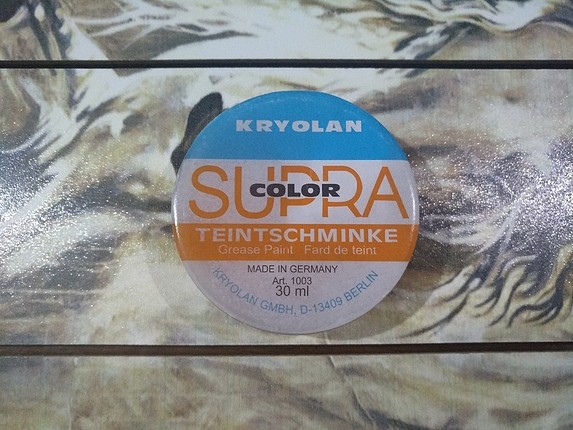 KRYOLAN
SUPRA
COLOR
TEINTSCHMINKE
Grease Paint Fard de teint
MADE IN GERMANY
Art. 1003
30 ml
KRYOLAN GMBH, D-13409 BERLIN